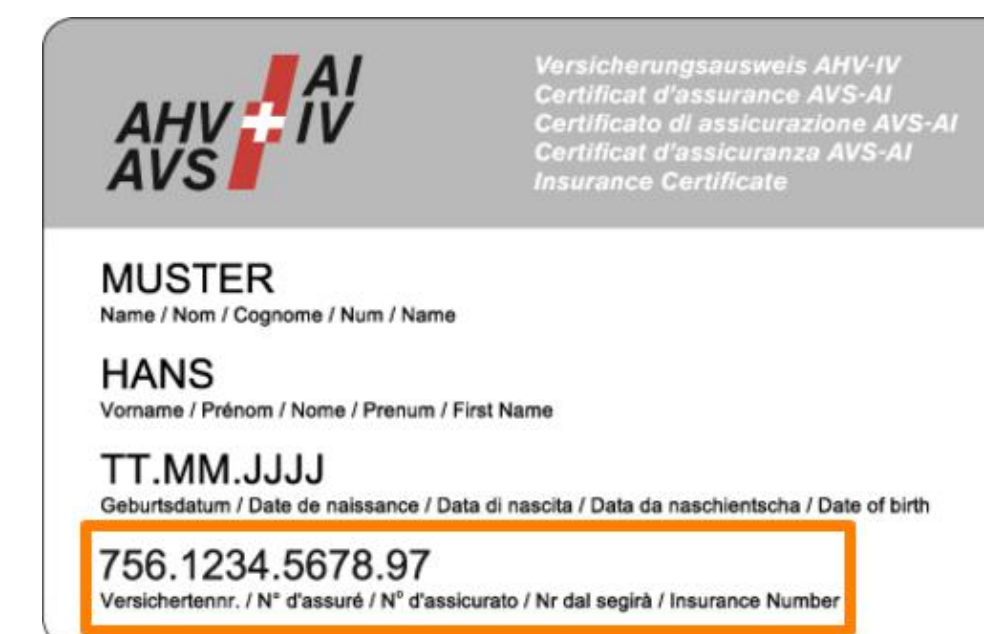 AHV AI
AVS IV
Versicherungsausweis AHV-IV
Certificat d'assurance AVS-AI
Certificato di assicurazione AVS-AI
Certificat d'assicuranza AVS-AI
Insurance Certificate
MUSTER
Name / Nom / Cognome / Num / Name
HANS
Vorname / Prénom / Nome / Prenum / First Name
TT.MM.JJJJ
Geburtsdatum / Date de naissance / Data di nascita / Data da naschientscha / Date of birth
756.1234.5678.97
Versichertennr. / N° d'assuré / N° d'assicurato / Nr dal segirà / Insurance Number